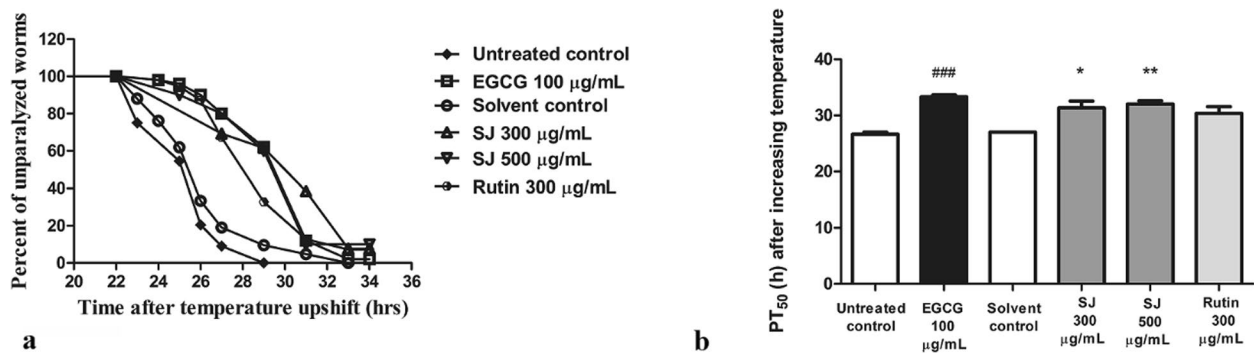 Percent of unparalyzed worms
120
100
80
60
40
20
0
20 22 24 26 28 30 32 34 36
Time after temperature upshift (hrs)
Untreated control
EGCG 100 μg/mL
Solvent control
SJ 300 μg/mL
SJ 500 μg/mL
Rutin 300 μg/mL
a
PT50 (h) after increasing temperature
40
30
20
10
0
###
*
**
Untreated
control
EGCG
100
μg/mL
Solvent
control
SJ
300
μg/mL
SJ
500
μg/mL
Rutin
300
μg/mL
b